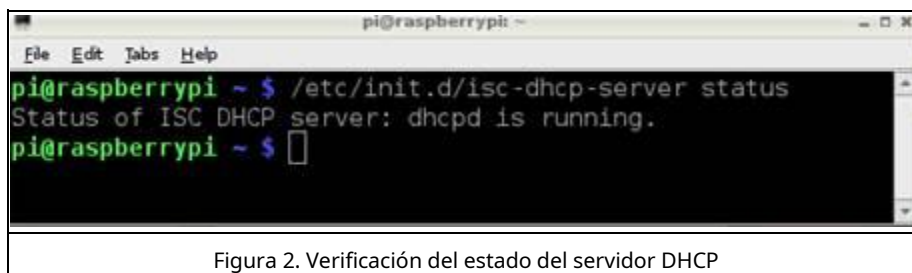 pi@raspberrypi: ~
File Edit Tabs Help
pi@raspberrypi ~ $ /etc/init.d/isc-dhcp-server status
Status of ISC DHCP server: dhcpd is running.
pi@raspberrypi ~ $
Figura 2. Verificación del estado del servidor DHCP